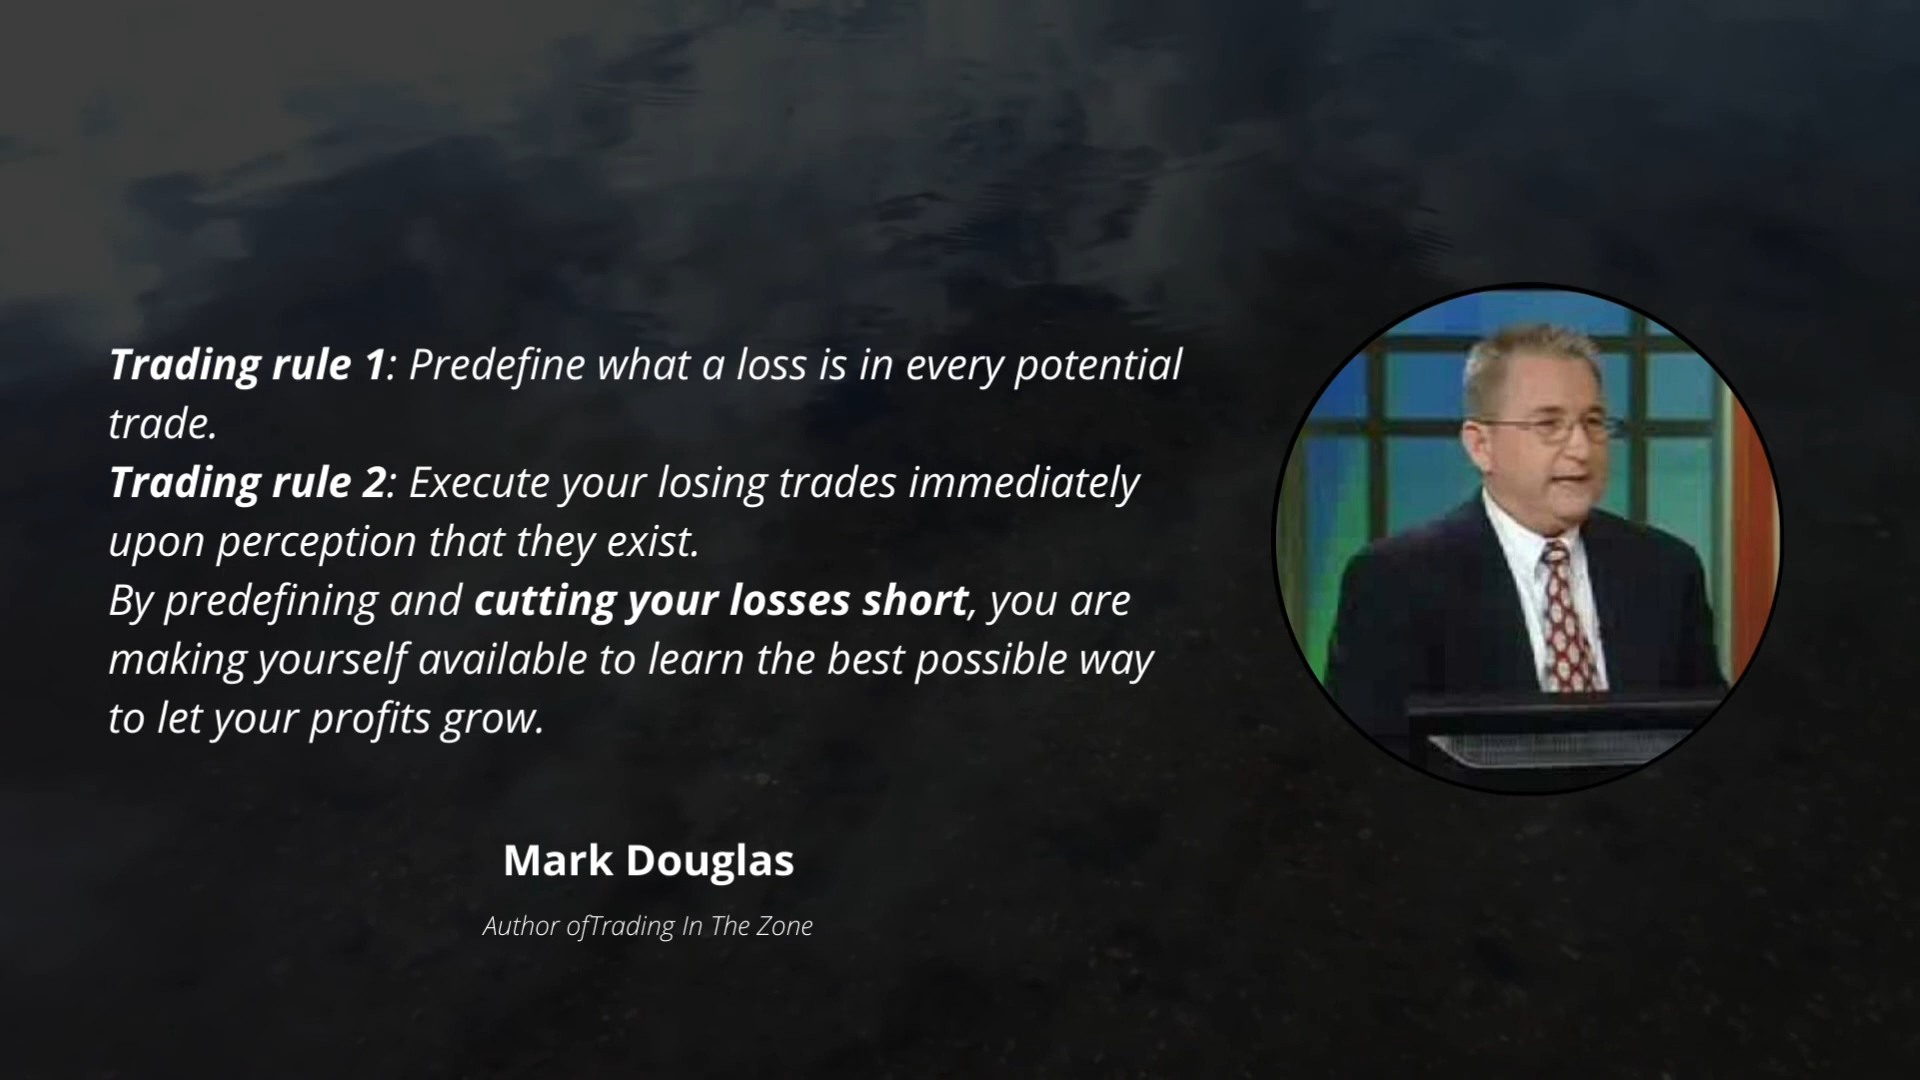 Trading rule 1: Predefine what a loss is in every potential
trade.
Trading rule 2: Execute your losing trades immediately
upon perception that they exist.
By predefining and cutting your losses short, you are
making yourself available to learn the best possible way
to let your profits grow.
Mark Douglas
Author ofTrading In The Zone